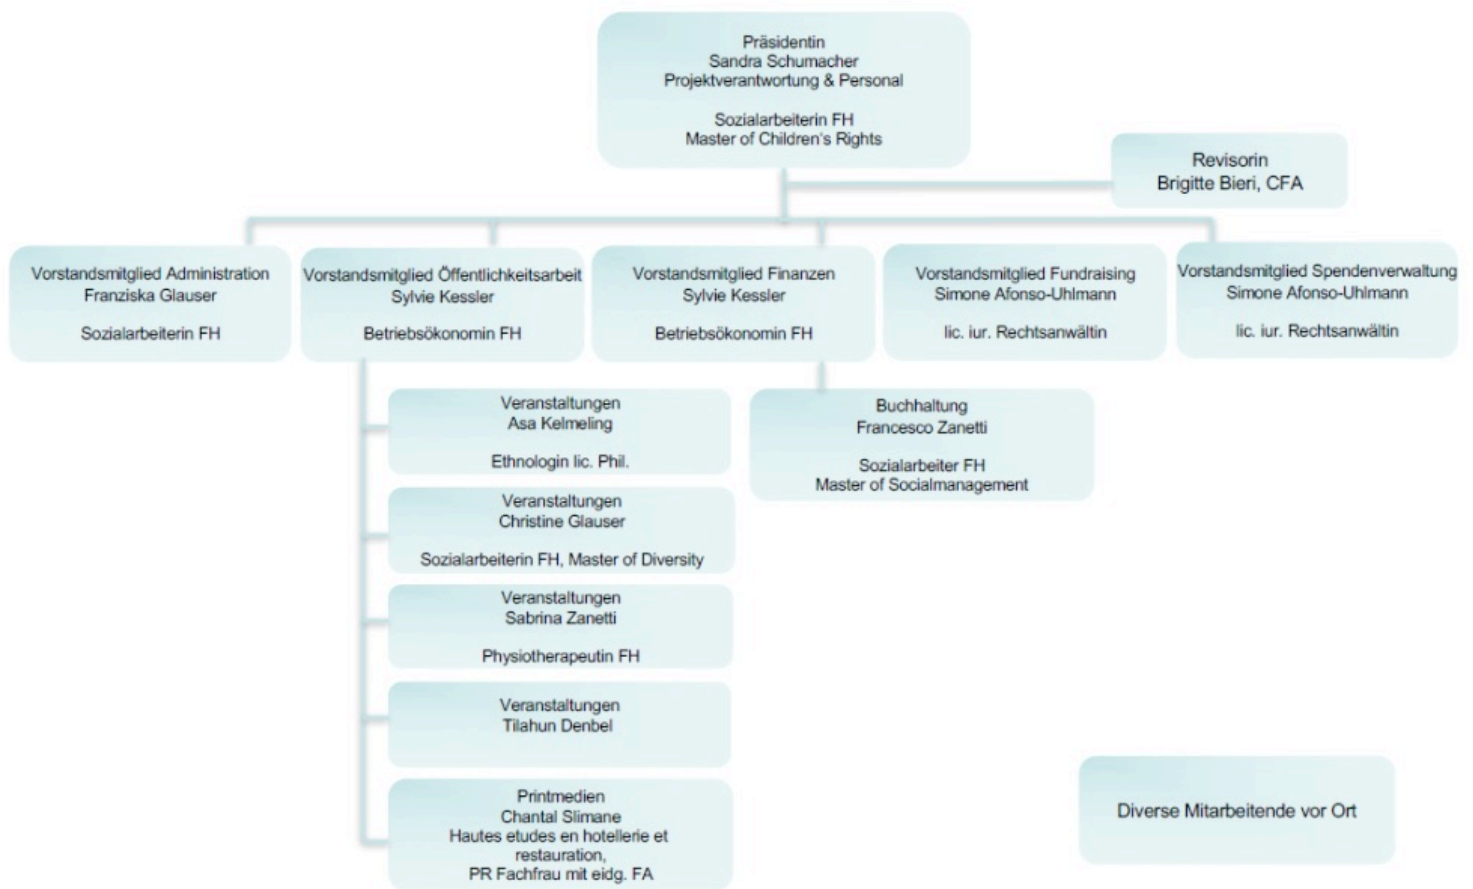 Präsidentin
Sandra Schumacher
Projektverantwortung & Personal
Sozialarbeiterin FH
Master of Children's Rights
Revisorin
Brigitte Bieri, CFA
Vorstandsmitglied Administration
Franziska Glauser
Sozialarbeiterin FH
Vorstandsmitglied Öffentlichkeitsarbeit
Sylvie Kessler
Betriebsökonomin FH
Vorstandsmitglied Finanzen
Sylvie Kessler
Betriebsökonomin FH
Vorstandsmitglied Fundraising
Simone Afonso-Uhlmann
lic. iur. Rechtsanwältin
Vorstandsmitglied Spendenverwaltung
Simone Afonso-Uhlmann
lic. iur. Rechtsanwältin
Veranstaltungen
Asa Kelmeling
Ethnologin lic. Phil.
Veranstaltungen
Christine Glauser
Sozialarbeiterin FH, Master of Diversity
Veranstaltungen
Sabrina Zanetti
Physiotherapeutin FH
Veranstaltungen
Tilahun Denbel
Printmedien
Chantal Slimane
Hautes etudes en hotellerie et
restauration,
PR Fachfrau mit eidg. FA
Buchhaltung
Francesco Zanetti
Sozialarbeiter FH
Master of Socialmanagement
Diverse Mitarbeitende vor Ort